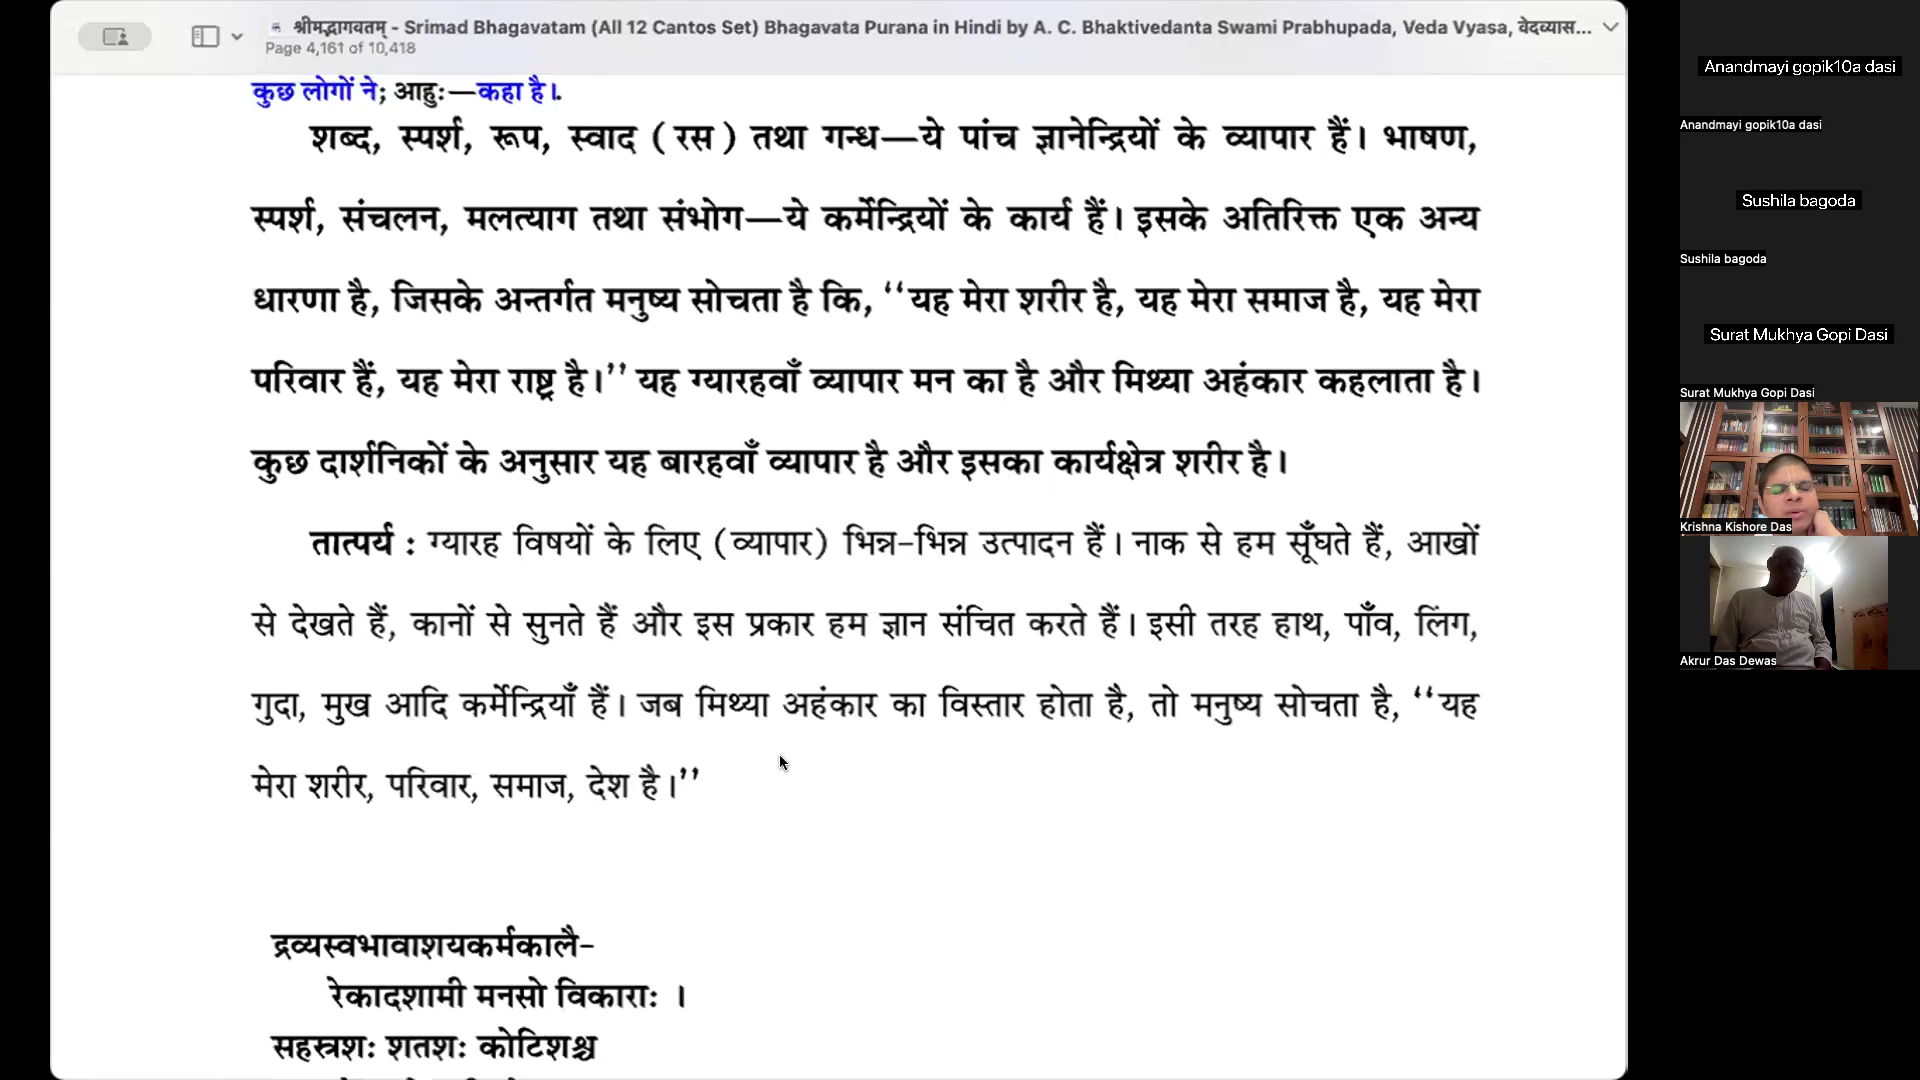 श्रीमद्भागवतम् - Srimad Bhagavatam (All 12 Cantos Set) Bhagavata Purana in Hindi by A. C. Bhaktivedanta Swami Prabhupada, Veda Vyasa, वेदव्यास...
Page 4,161 of 10,418
कुछ लोगों ने; आहुः—कहा है।.
शब्द, स्पर्श, रूप, स्वाद ( रस ) तथा गन्ध—ये पांच ज्ञानेन्द्रियों के व्यापार हैं। भाषण,
स्पर्श, संचलन, मलत्याग तथा संभोग—ये कर्मेन्द्रियों के कार्य हैं। इसके अतिरिक्त एक अन्य
धारणा है, जिसके अन्तर्गत मनुष्य सोचता है कि, ‘‘यह मेरा शरीर है, यह मेरा समाज है, यह मेरा
परिवार हैं, यह मेरा राष्ट्र है।’’ यह ग्यारहवाँ व्यापार मन का है और मिथ्या अहंकार कहलाता है।
कुछ दार्शनिकों के अनुसार यह बारहवाँ व्यापार है और इसका कार्यक्षेत्र शरीर है।
तात्पर्य : ग्यारह विषयों के लिए (व्यापार) भिन्न-भिन्न उत्पादन हैं। नाक से हम सूँघते हैं, आखों
से देखते हैं, कानों से सुनते हैं और इस प्रकार हम ज्ञान संचित करते हैं। इसी तरह हाथ, पाँव, लिंग,
गुदा, मुख आदि कर्मेन्द्रियाँ हैं। जब मिथ्या अहंकार का विस्तार होता है, तो मनुष्य सोचता है, ‘‘यह
मेरा शरीर, परिवार, समाज, देश है।’’
द्रव्यस्वभावाशयकर्मकालै-
रेकादशामी मनसो विकाराः ।
सहस्रशः शतशः कोटिशश्च
Anandmayi gopik10a dasi
Anandmayi gopik10a dasi
Sushila bagoda
Sushila bagoda
Surat Mukhya Gopi Dasi
Surat Mukhya Gopi Dasi
Krishna Kishore Das
Akrur Das Dewas